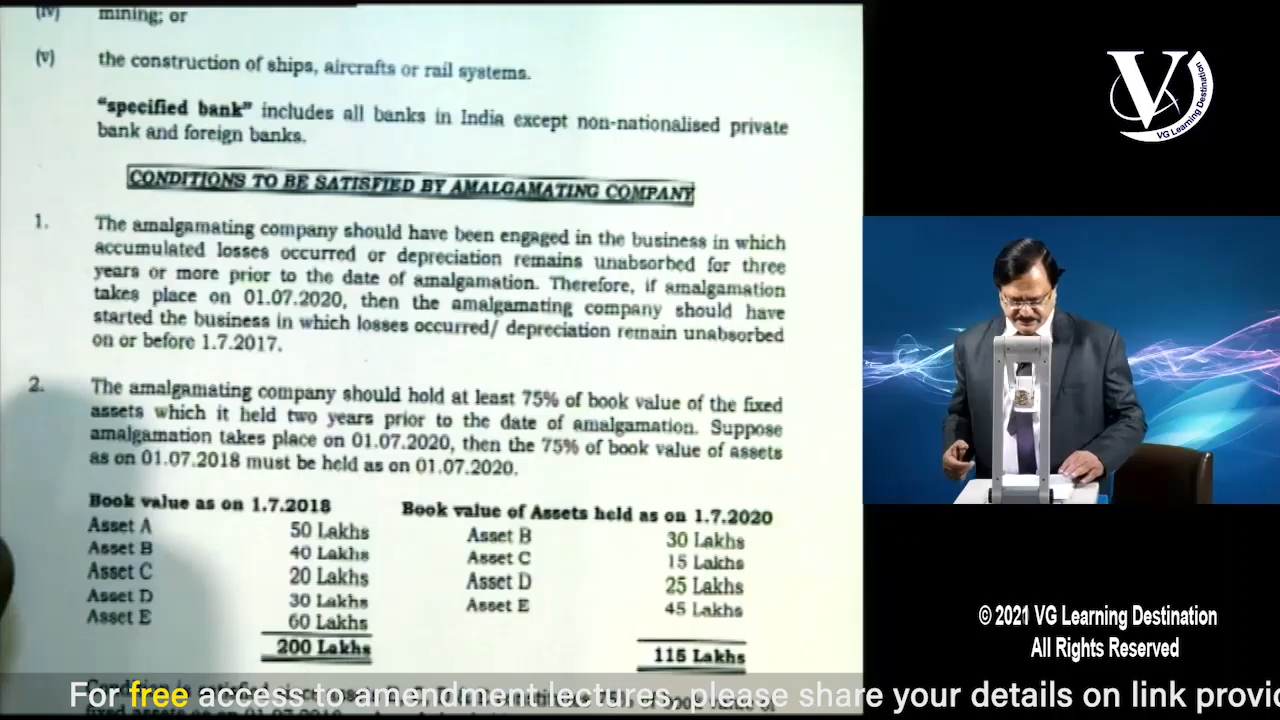 (iv) mining; or
(v) the construction of ships, aircrafts or rail systems.
"specified bank" includes all banks in India except non-nationalised private
bank and foreign banks.
CONDITIONS TO BE SATISFIED BY AMALGAMATING COMPANY
1. The amalgamating company should have been engaged in the business in which
accumulated losses occurred or depreciation remains unabsorbed for three
years or more prior to the date of amalgamation. Therefore, if amalgamation
takes place on 01.07.2020, then the amalgamating company should have
started the business in which losses occurred/ depreciation remain unabsorbed
on or before 1.7.2017.
2. The amalgamating company should hold at least 75% of book value of the fixed
assets which it held two years prior to the date of amalgamation. Suppose
amalgamation takes place on 01.07.2020, then the 75% of book value of assets
as on 01.07.2018 must be held as on 01.07.2020.
Book value as on 1.7.2018 Book value of Assets held as on 1.7.2020
Asset A 50 Lakhs Asset B 30 Lakhs
Asset B 40 Lakhs Asset C 15 Lakhs
Asset C 20 Lakhs Asset D 25 Lakhs
Asset D 30 Lakhs Asset E 45 Lakhs
Asset E 60 Lakhs
200 Lakhs 115 Lakhs
V
VG Learning Destination
© 2021 VG Learning Destination
All Rights Reserved
For free access to amendment lectures, please share your details on link provi